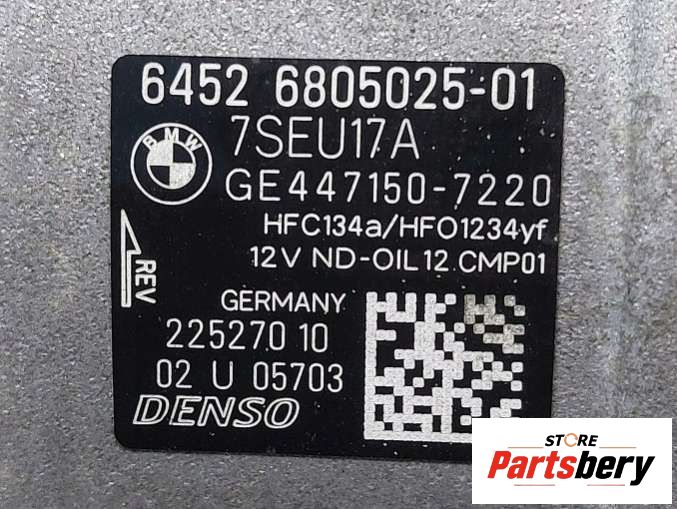 6452 6805025-01
BMW
7SEU17A
GE447150-7220
HFC134a/HFO1234yf
12V ND-OIL12 CMP01
REV
GERMANY
225270 10
02 U 05703
DENSO
STORE
Partsbery